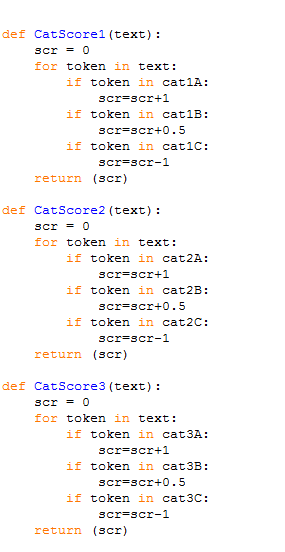 def CatScore1(text):
    scr = 0
    for token in text:
        if token in cat1A:
            scr=scr+1
        if token in cat1B:
            scr=scr+0.5
        if token in cat1C:
            scr=scr-1
    return (scr)

def CatScore2(text):
    scr = 0
    for token in text:
        if token in cat2A:
            scr=scr+1
        if token in cat2B:
            scr=scr+0.5
        if token in cat2C:
            scr=scr-1
    return (scr)

def CatScore3(text):
    scr = 0
    for token in text:
        if token in cat3A:
            scr=scr+1
        if token in cat3B:
            scr=scr+0.5
        if token in cat3C:
            scr=scr-1
    return (scr)